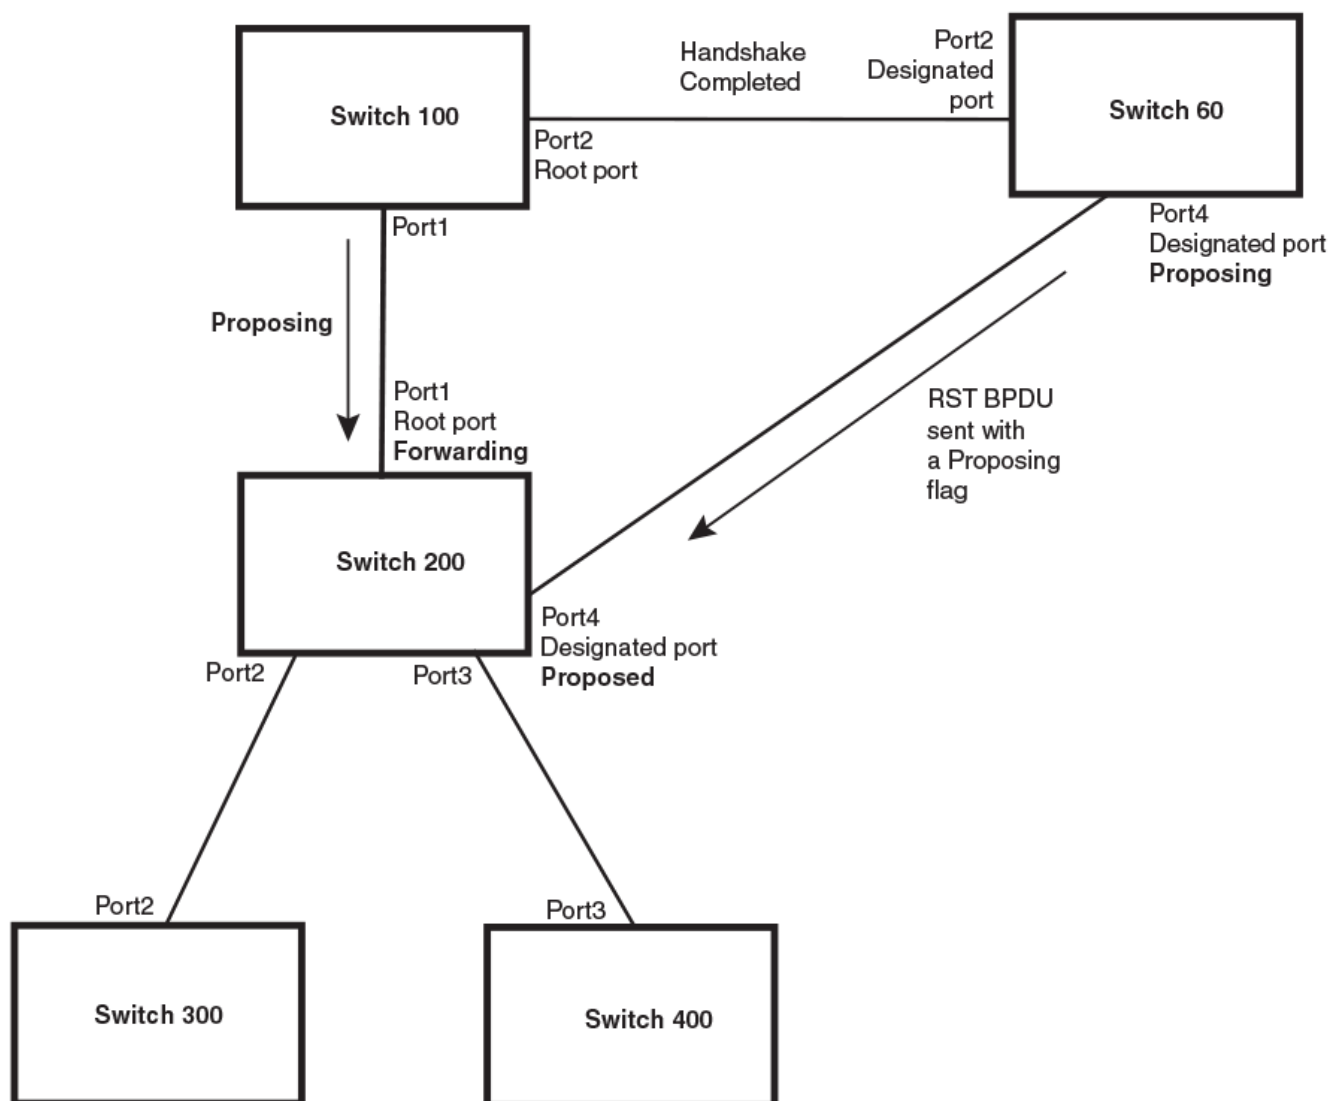 Handshake
Completed
Port2
Designated
port
Switch 100
Switch 60
Port2
Root port
Port1
Port4
Designated port
Proposing
Proposing
Port1
Root port
Forwarding
RST BPDU
sent with
a Proposing
flag
Switch 200
Port4
Designated port
Proposed
Port2
Port3
Port2
Port3
Switch 300
Switch 400